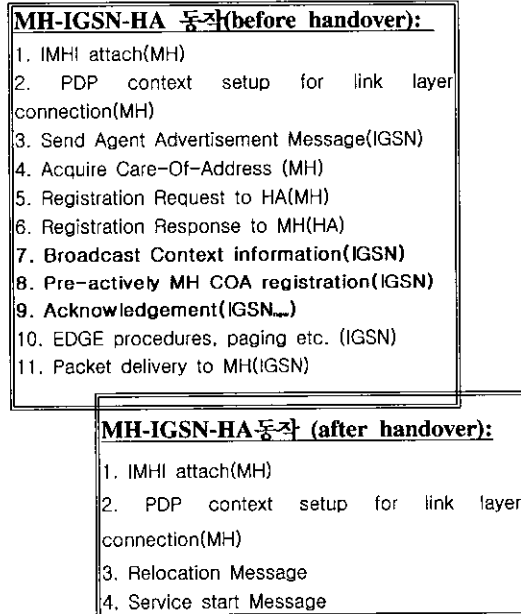 MH-IGSN-HA 동작(before handover):
1. IMHI attach(MH)
2. PDP context setup for link layer
connection(MH)
3. Send Agent Advertisement Message(IGSN)
4. Acquire Care-Of-Address (MH)
5. Registration Request to HA(MH)
6. Registration Response to MH(HA)
7. Broadcast Context information(IGSN)
8. Pre-actively MH COA registration(IGSN)
9. Acknowledgement(IGSN)
10. EDGE procedures, paging etc. (IGSN)
11. Packet delivery to MH(IGSN)
MH-IGSN-HA동작 (after handover):
1. IMHI attach(MH)
2. PDP context setup for link layer
connection(MH)
3. Relocation Message
4. Service start Message